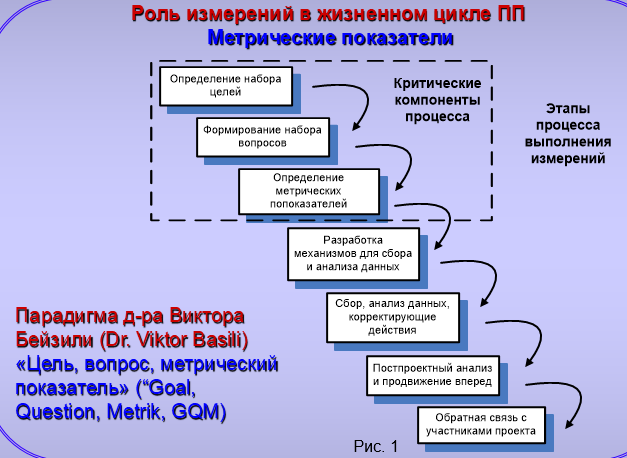 Роль измерений в жизненном цикле ПП
Метрические показатели
Определение набора
целей
Формирование набора
вопросов
Определение
метрических
попоказателей
Критические
компоненты
процесса
Этапы
процесса
выполнения
измерений
Разработка
механизмов для сбора
и анализа данных
Сбор, анализ данных,
корректирующие
действия
Постпроектный анализ
и продвижение вперед
Обратная связь с
участниками проекта
Парадигма д-ра Виктора
Бейзили (Dr. Viktor Basili)
«Цель, вопрос, метрический
показатель» (“Goal,
Question, Metrik, GQM)
Рис. 1